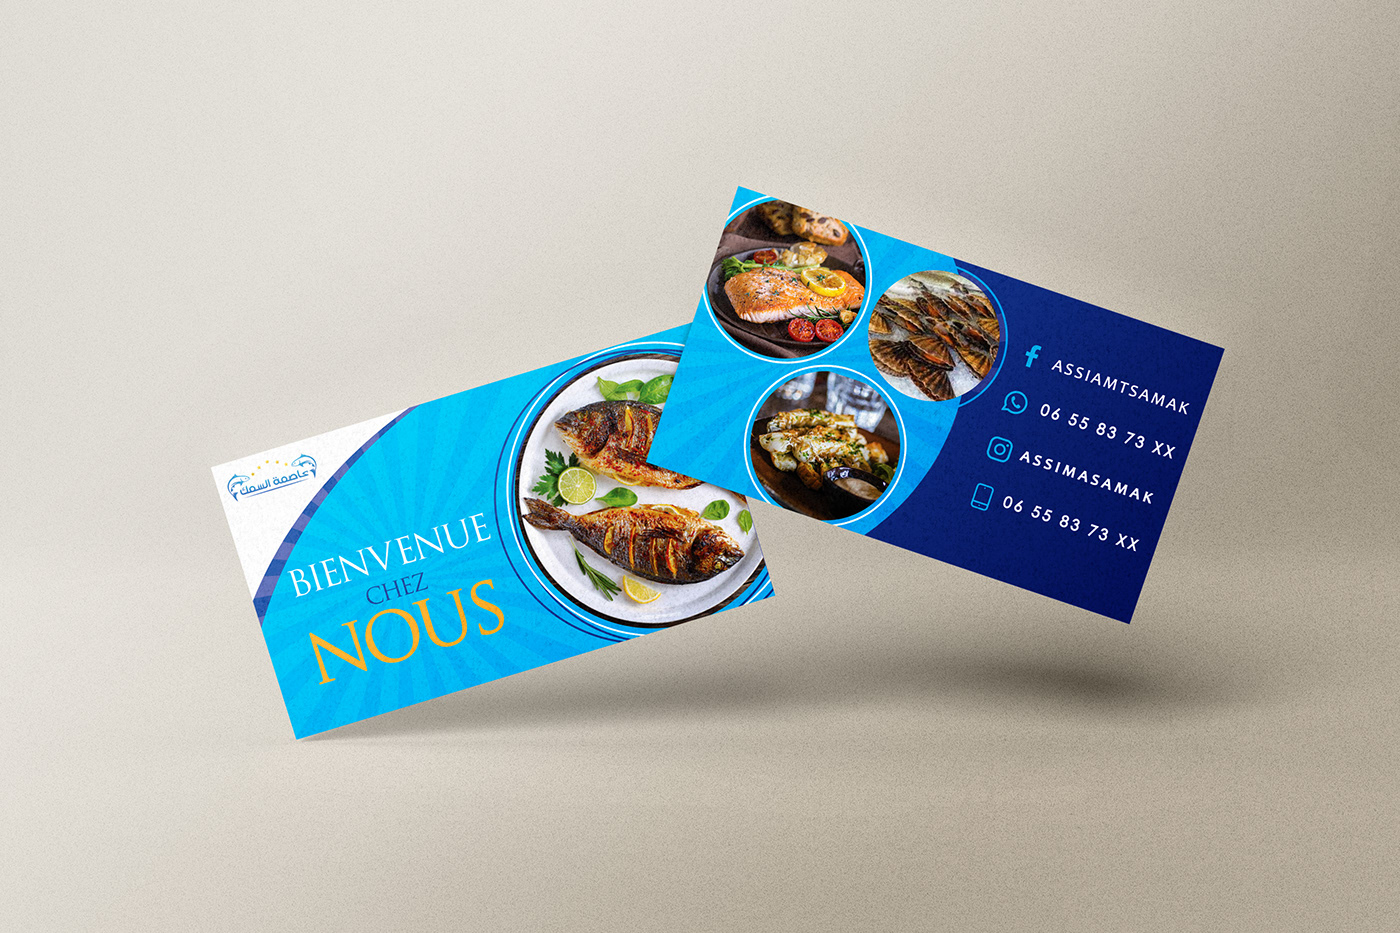 عاصمة السمك
BIENVENUE
CHEZ
NOUS
ASSIAMTSAMAK
06 55 83 73 XX
ASSIMASAMAK
06 55 83 73 XX